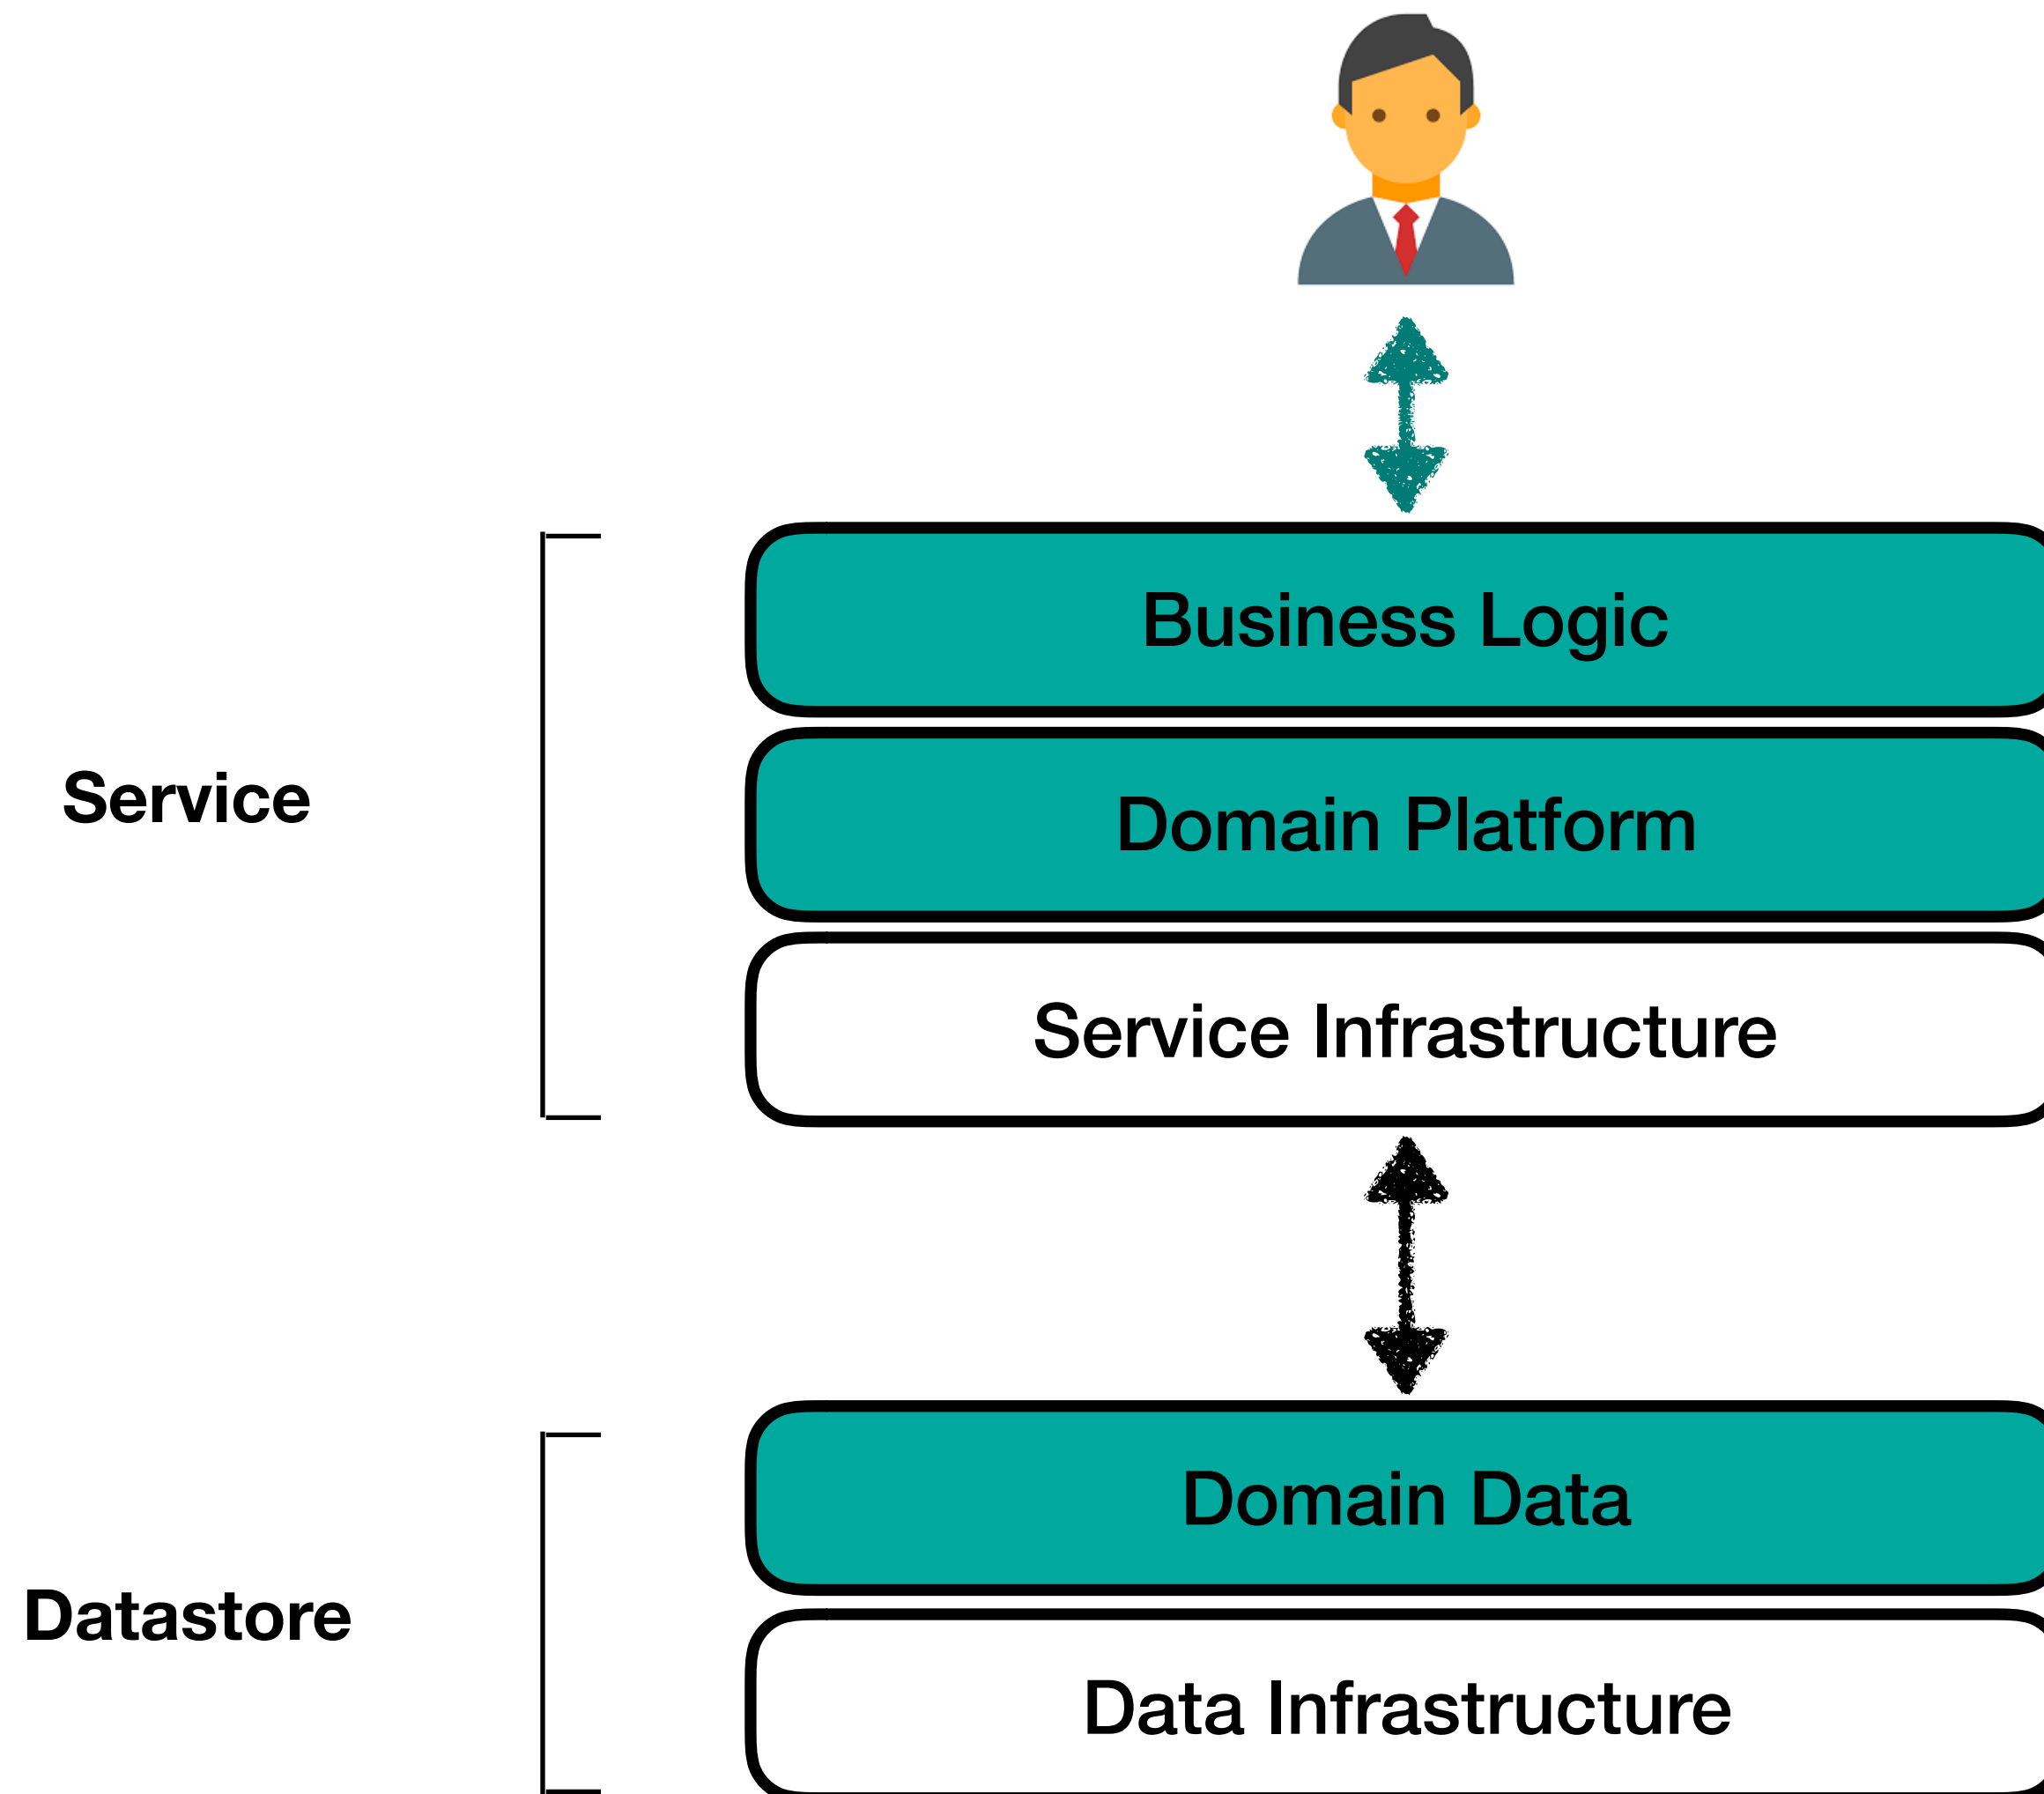 Business Logic
Domain Platform
Service
Service Infrastructure
Domain Data
Datastore
Data Infrastructure